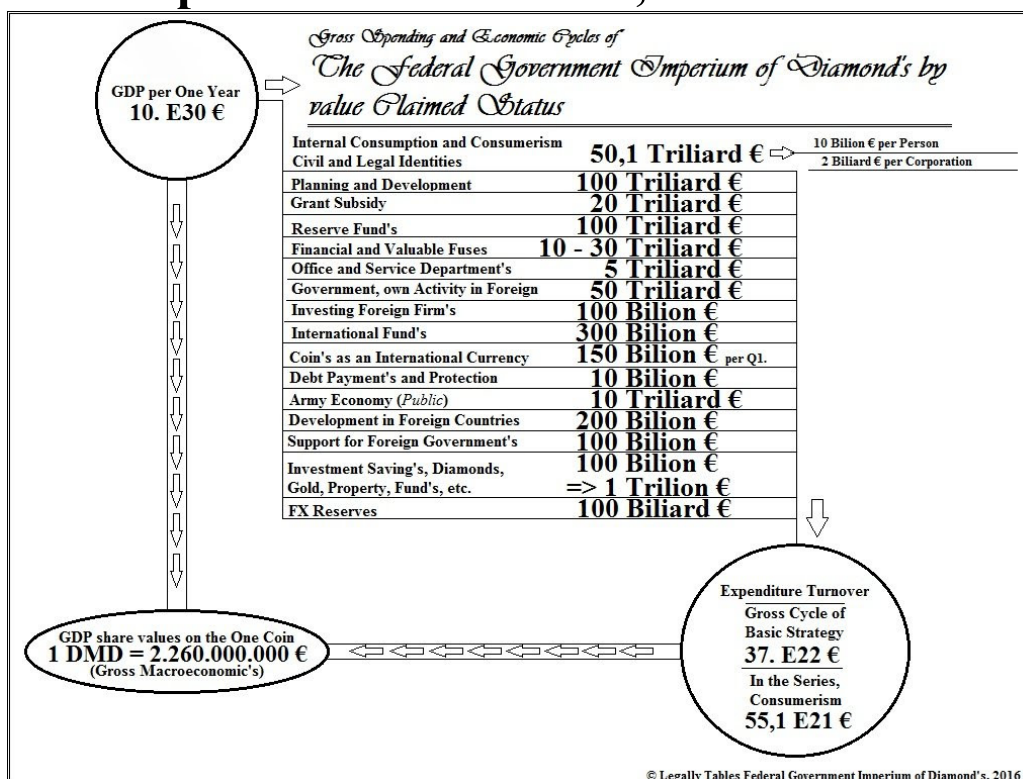 GDP per One Year
10. E30 €
Gross Spending and Economic Cycles of
The Federal Government Imperium of Diamond's by
value Claimed Status
Internal Consumption and Consumerism
Civil and Legal Identities 50,1 Triliard €
10 Bilion € per Person
2 Biliard € per Corporation
Planning and Development 100 Triliard €
Grant Subsidy 20 Triliard €
Reserve Fund's 100 Triliard €
Financial and Valuable Fuses 10 - 30 Triliard €
Office and Service Department's 5 Triliard €
Government, own Activity in Foreign 50 Triliard €
Investing Foreign Firm's 100 Bilion €
International Fund's 300 Bilion €
Coin's as an International Currency 150 Bilion € per Q1.
Debt Payment's and Protection 10 Bilion €
Army Economy (Public) 10 Triliard €
Development in Foreign Countries 200 Bilion €
Support for Foreign Government's 100 Bilion €
Investment Saving's, Diamonds, 100 Bilion €
Gold, Property, Fund's, etc. => 1 Trilion €
FX Reserves 100 Biliard €
Expenditure Turnover
Gross Cycle of
Basic Strategy
37. E22 €
In the Series,
Consumerism
55,1 E21 €
GDP share values on the One Coin
1 DMD = 2.260.000.000 €
(Gross Macroeconomic's)
© Legally Tables Federal Government Imperium of Diamond's, 2016